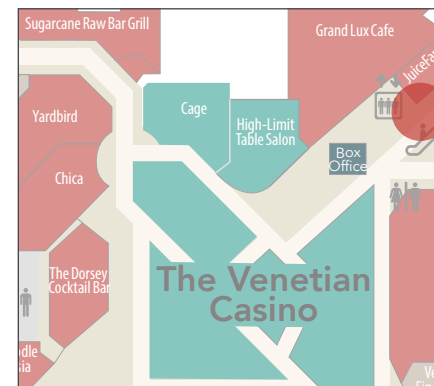 Sugarcane Raw Bar Grill
Grand Lux Cafe
Yardbird
Cage
High-Limit
Table Salon
Box
Office
Chica
The Dorsey
Cocktail Bar
The Venetian
Casino